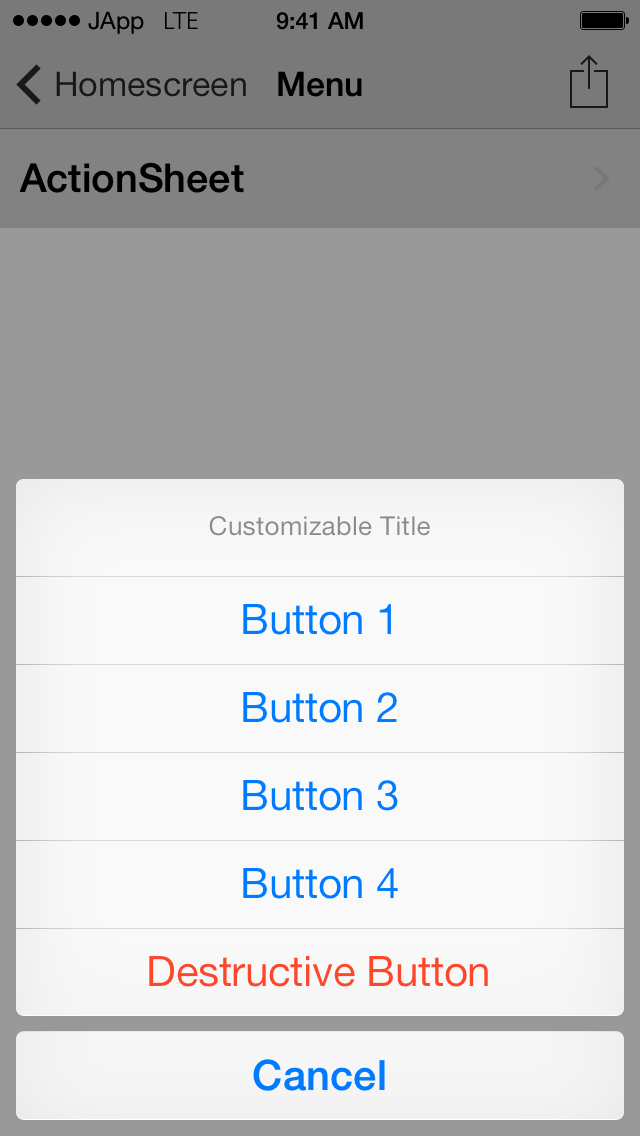 JApp LTE 9:41 AM
Homescreen Menu
ActionSheet
Customizable Title
Button 1
Button 2
Button 3
Button 4
Destructive Button
Cancel